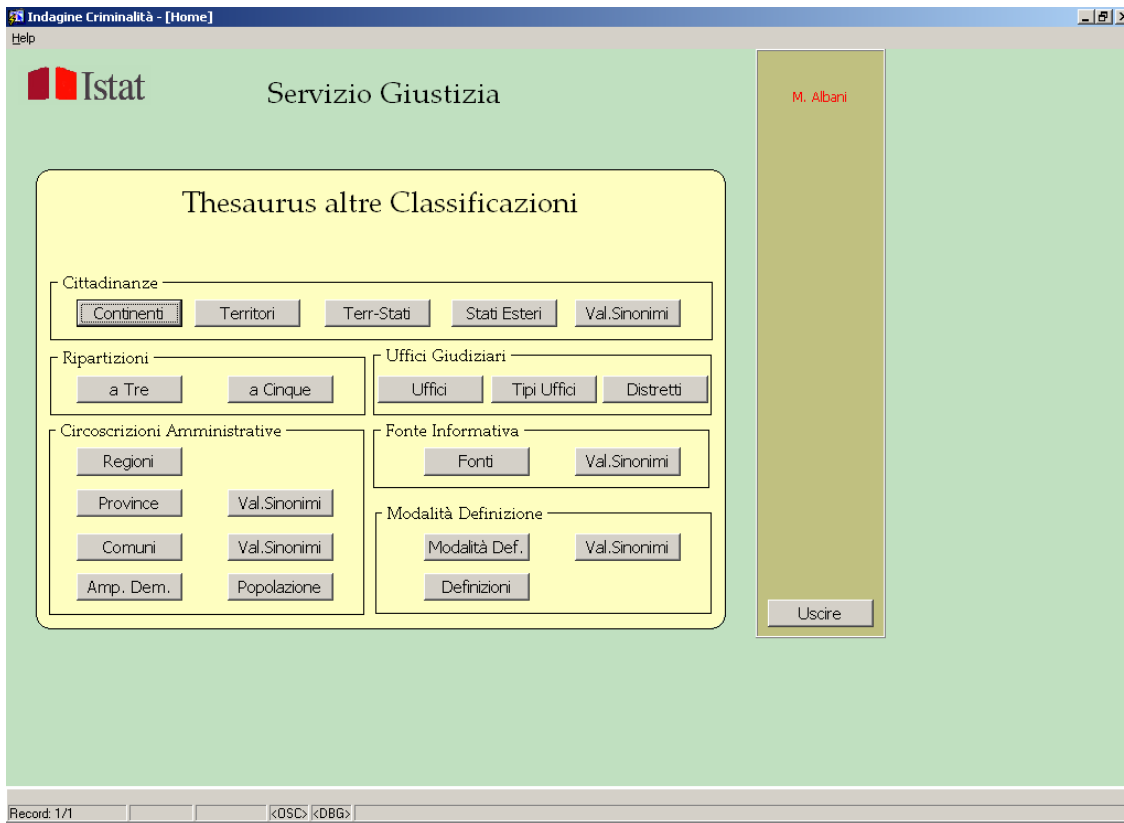 Indagine Criminalità - [Home]
Help
Istat
Servizio Giustizia
M. Albani
Thesaurus altre Classificazioni
Cittadinanze
Continenti Territori Terr-Stati Stati Esteri Val.Sinonimi
Ripartizioni
a Tre a Cinque
Uffici Giudiziari
Uffici Tipi Uffici Distretti
Circoscrizioni Amministrative
Regioni
Province Val.Sinonimi
Comuni Val.Sinonimi
Amp. Dem. Popolazione
Fonte Informativa
Fonti Val.Sinonimi
Modalità Definizione
Modalità Def. Val.Sinonimi
Definizioni
Uscire
Record: 1/1 <OSC> <DBG>